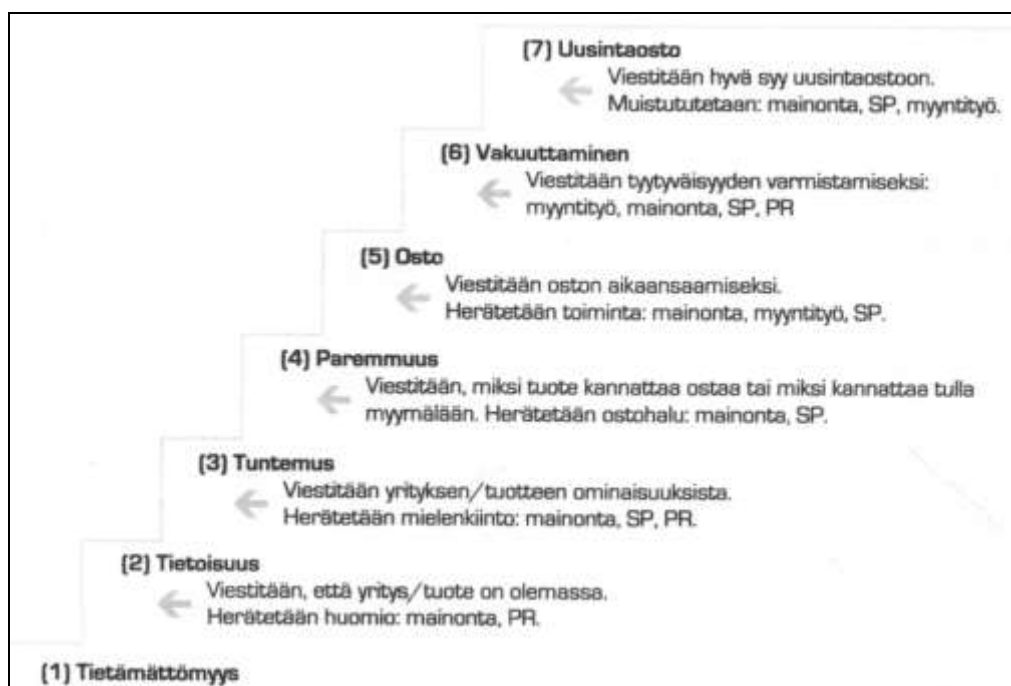 (7) Uusintaosto
Viestitään hyvä syy uusintaostoon.
Muistututetaan: mainonta, SP, myyntityö.
(6) Vakuuttaminen
Viestitään tyytyväisyyden varmistamiseksi:
myyntityö, mainonta, SP, PR
(5) Osto
Viestitään oston aikaansaamiseksi.
Herätetään toiminta: mainonta, myyntityö, SP.
(4) Paremmuus
Viestitään, miksi tuote kannattaa ostaa tai miksi kannattaa tulla
myymälään. Herätetään ostohalu: mainonta, SP.
(3) Tuntemus
Viestitään yrityksen/tuotteen ominaisuuksista.
Herätetään mielenkiinto: mainonta, SP, PR.
(2) Tietoisuus
Viestitään, että yritys/tuote on olemassa.
Herätetään huomio: mainonta, PR.
(1) Tietämättömyys